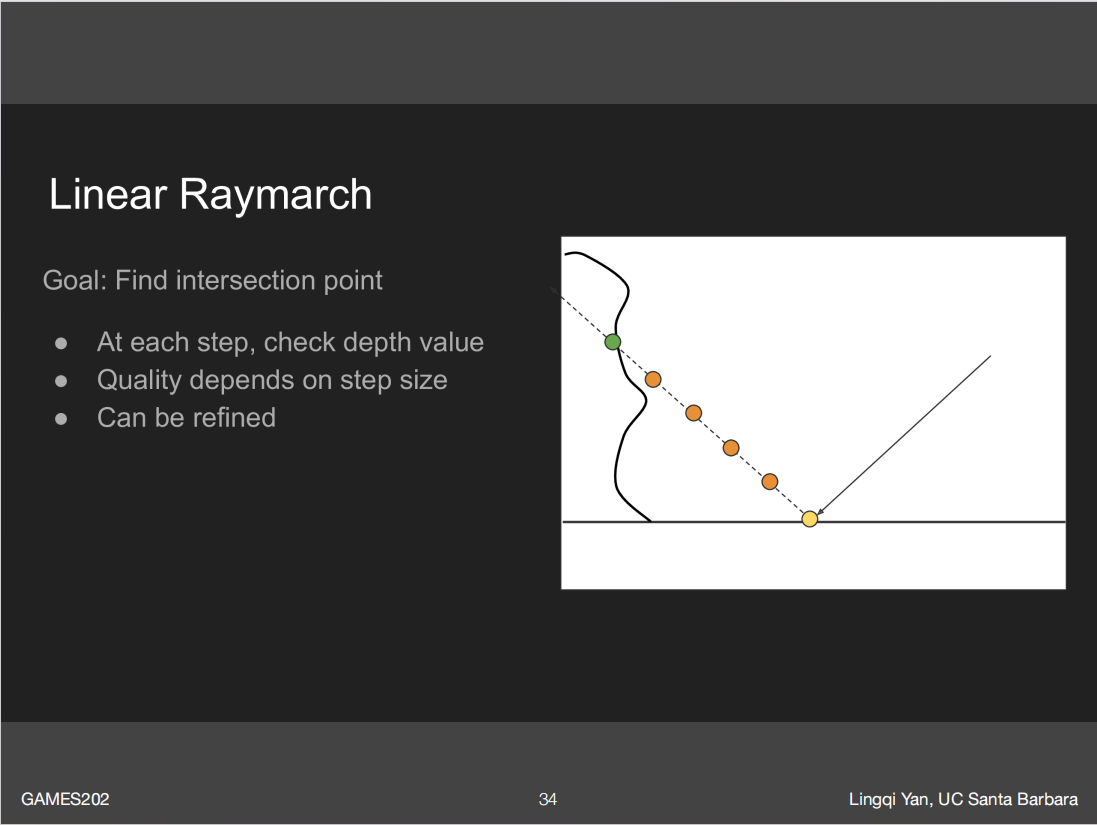 Linear Raymarch
Goal: Find intersection point
● At each step, check depth value
● Quality depends on step size
● Can be refined
GAMES202
34
Lingqi Yan, UC Santa Barbara